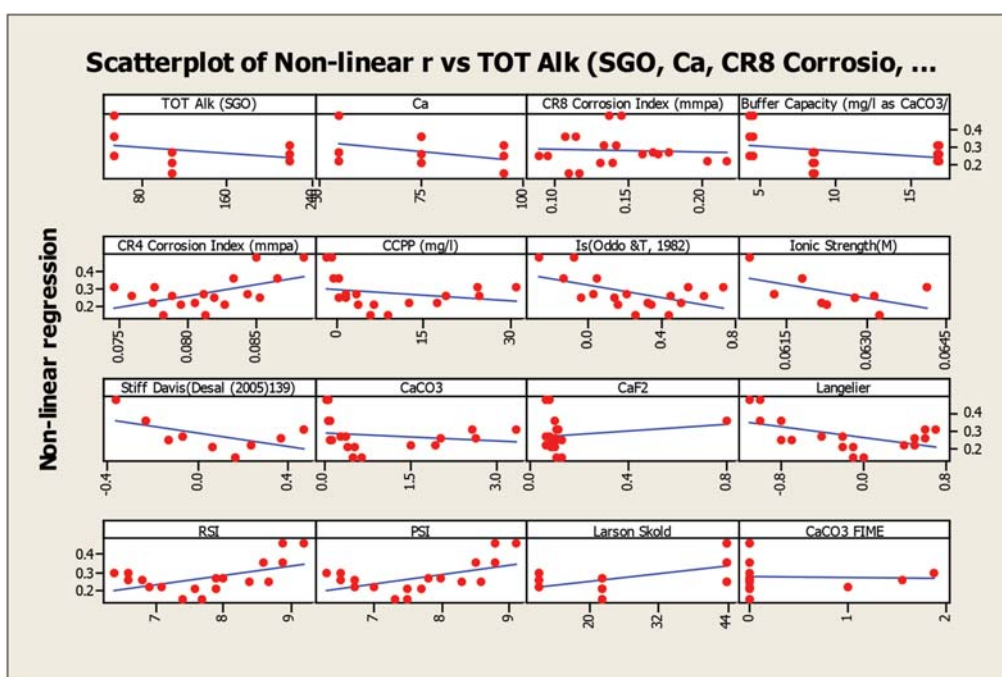 Scatterplot of Non-linear r vs TOT Alk (SGO, Ca, CR8 Corrosio, ...
TOT Alk (SGO) Ca CR8 Corrosion Index (mmpa) Buffer Capacity (mg/l as CaCO3/
0.4
0.3
0.2
80 160 240 50 75 100 0.10 0.15 0.20 5 10 15
CR4 Corrosion Index (mmpa) CCPP (mg/l) Is(Oddo &T, 1982) Ionic Strength(M)
0.4
0.3
0.2
0.075 0.080 0.085 0 15 30 0.0 0.4 0.8 0.0615 0.0630 0.0645
Non-linear regression
Stiff Davis(Desal (2005)139) CaCO3 CaF2 Langelier
0.4
0.3
0.2
-0.4 0.0 0.4 0.0 1.5 3.0 0.0 0.4 0.8 -0.8 0.0 0.8
RSI PSI Larson Skold CaCO3 FIME
0.4
0.3
0.2
7 8 9 7 8 9 20 32 44 0 1 2